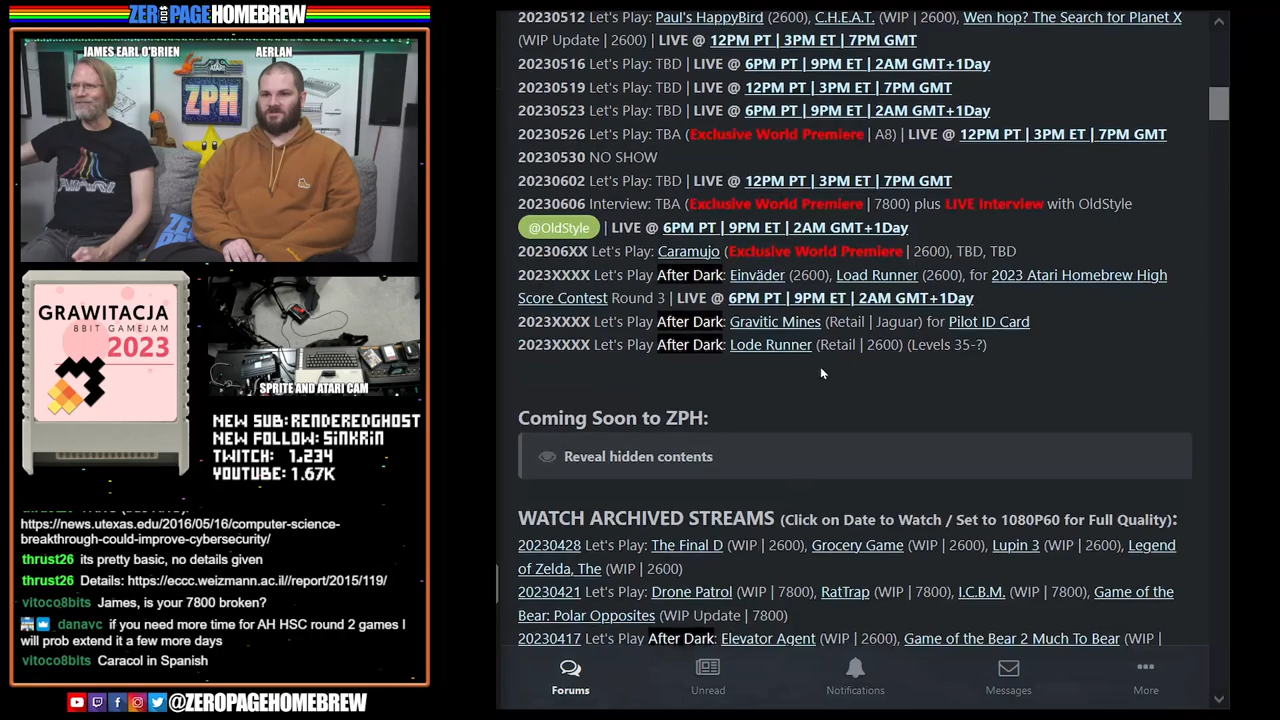 ZEROPAGEHOMEBREW
JAMES EARL O'BRIEN
AERLAN
ATARI
ZPH
GRAWITACJA
8BIT GAMEJAM
2023
SPRITE AND ATARI CAM
NEW SUB:RENDEREDGHOST
NEW FOLLOW:SINKRIN
TWITCH: 1,234
YOUTUBE: 1.67K
https://news.utexas.edu/2016/05/16/computer-science-
breakthrough-could-improve-cybersecurity/
thrust26 its pretty basic, no details given
thrust26 Details: https://eccc.weizmann.ac.il//report/2015/119/
vitoco8bits James, is your 7800 broken?
danavc if you need more time for AH HSC round 2 games I
will prob extend it a few more days
vitoco8bits Caracol in Spanish
@ZEROPAGEHOMEBREW
20230512 Let's Play: Paul's HappyBird (2600), C.H.E.A.T. (WIP | 2600), Wen hop? The Search for Planet X
(WIP Update | 2600) | LIVE @ 12PM PT | 3PM ET | 7PM GMT
20230516 Let's Play: TBD | LIVE @ 6PM PT | 9PM ET | 2AM GMT+1Day
20230519 Let's Play: TBD | LIVE @ 12PM PT | 3PM ET | 7PM GMT
20230523 Let's Play: TBD | LIVE @ 6PM PT | 9PM ET | 2AM GMT+1Day
20230526 Let's Play: TBA (Exclusive World Premiere | A8) | LIVE @ 12PM PT | 3PM ET | 7PM GMT
20230530 NO SHOW
20230602 Let's Play: TBD | LIVE @ 12PM PT | 3PM ET | 7PM GMT
20230606 Interview: TBA (Exclusive World Premiere | 7800) plus LIVE Interview with OldStyle
@OldStyle | LIVE @ 6PM PT | 9PM ET | 2AM GMT+1Day
202306XX Let's Play: Caramujo (Exclusive World Premiere | 2600), TBD, TBD
2023XXXX Let's Play After Dark: Einväder (2600), Load Runner (2600), for 2023 Atari Homebrew High
Score Contest Round 3 | LIVE @ 6PM PT | 9PM ET | 2AM GMT+1Day
2023XXXX Let's Play After Dark: Gravitic Mines (Retail | Jaguar) for Pilot ID Card
2023XXXX Let's Play After Dark: Lode Runner (Retail | 2600) (Levels 35-?)
Coming Soon to ZPH:
Reveal hidden contents
WATCH ARCHIVED STREAMS (Click on Date to Watch / Set to 1080P60 for Full Quality):
20230428 Let's Play: The Final D (WIP | 2600), Grocery Game (WIP | 2600), Lupin 3 (WIP | 2600), Legend
of Zelda, The (WIP | 2600)
20230421 Let's Play: Drone Patrol (WIP | 7800), RatTrap (WIP | 7800), I.C.B.M. (WIP | 7800), Game of the
Bear: Polar Opposites (WIP Update | 7800)
20230417 Let's Play After Dark: Elevator Agent (WIP | 2600), Game of the Bear 2 Much To Bear (WIP |
Forums
Unread
Notifications
Messages
More